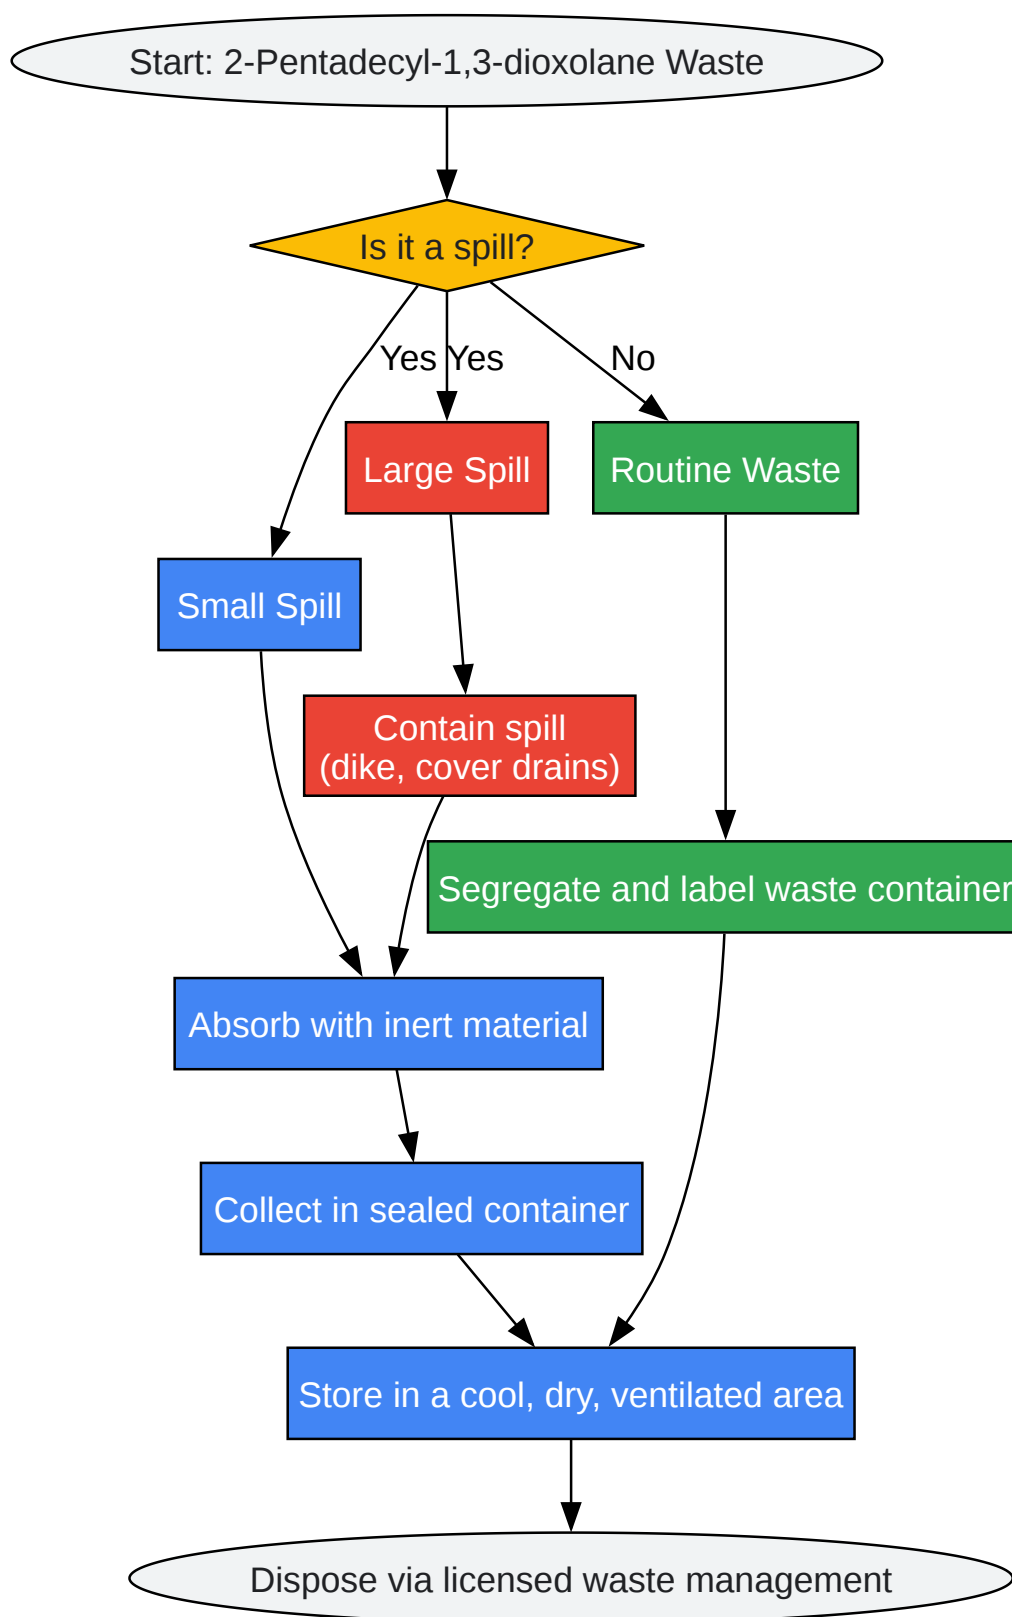 Start: 2-Pentadecyl-1,3-dioxolane Waste
Is it a spill?
Yes
Yes
No
Large Spill
Routine Waste
Small Spill
Contain spill
(dike, cover drains)
Segregate and label waste container
Absorb with inert material
Collect in sealed container
Store in a cool, dry, ventilated area
Dispose via licensed waste management